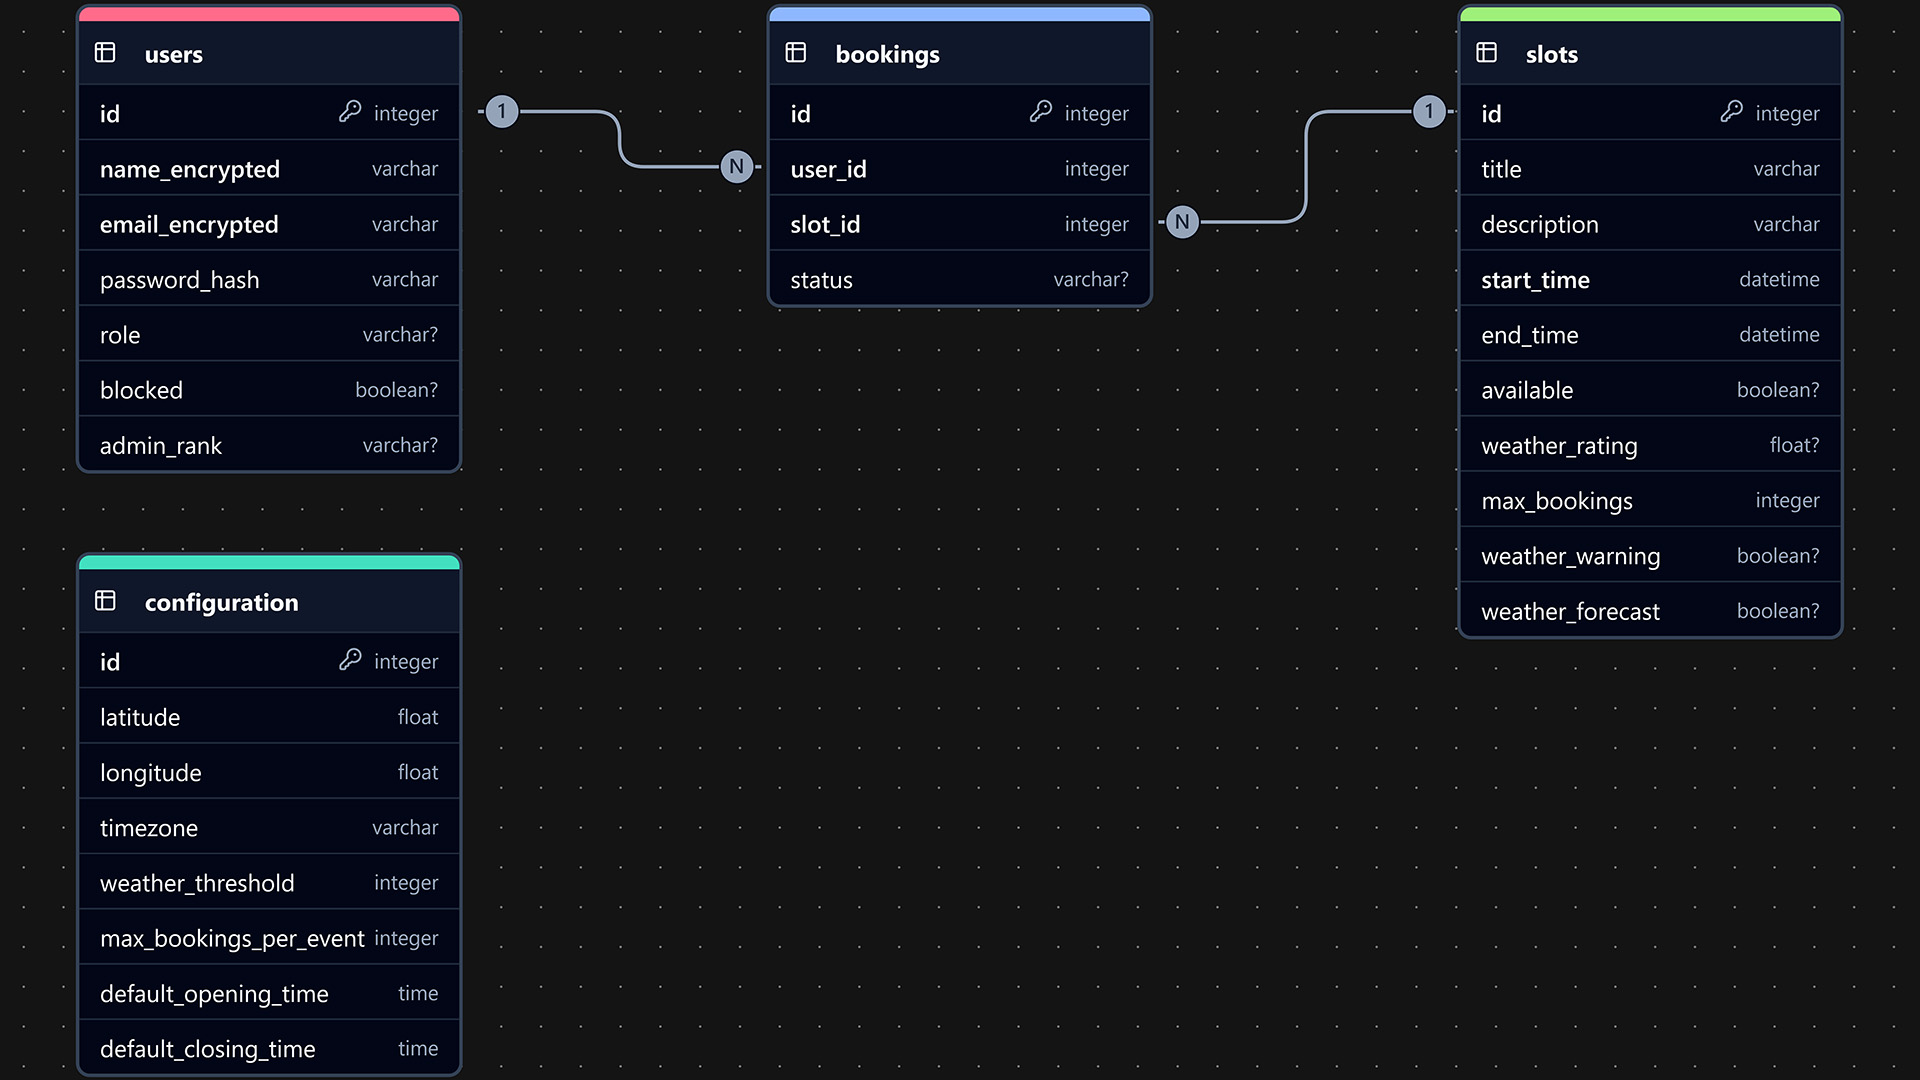 users
id integer
name_encrypted varchar
email_encrypted varchar
password_hash varchar
role varchar?
blocked boolean?
admin_rank varchar?
1
N
bookings
id integer
user_id integer
slot_id integer
status varchar?
N
1
slots
id integer
title varchar
description varchar
start_time datetime
end_time datetime
available boolean?
weather_rating float?
max_bookings integer
weather_warning boolean?
weather_forecast boolean?
configuration
id integer
latitude float
longitude float
timezone varchar
weather_threshold integer
max_bookings_per_event integer
default_opening_time time
default_closing_time time